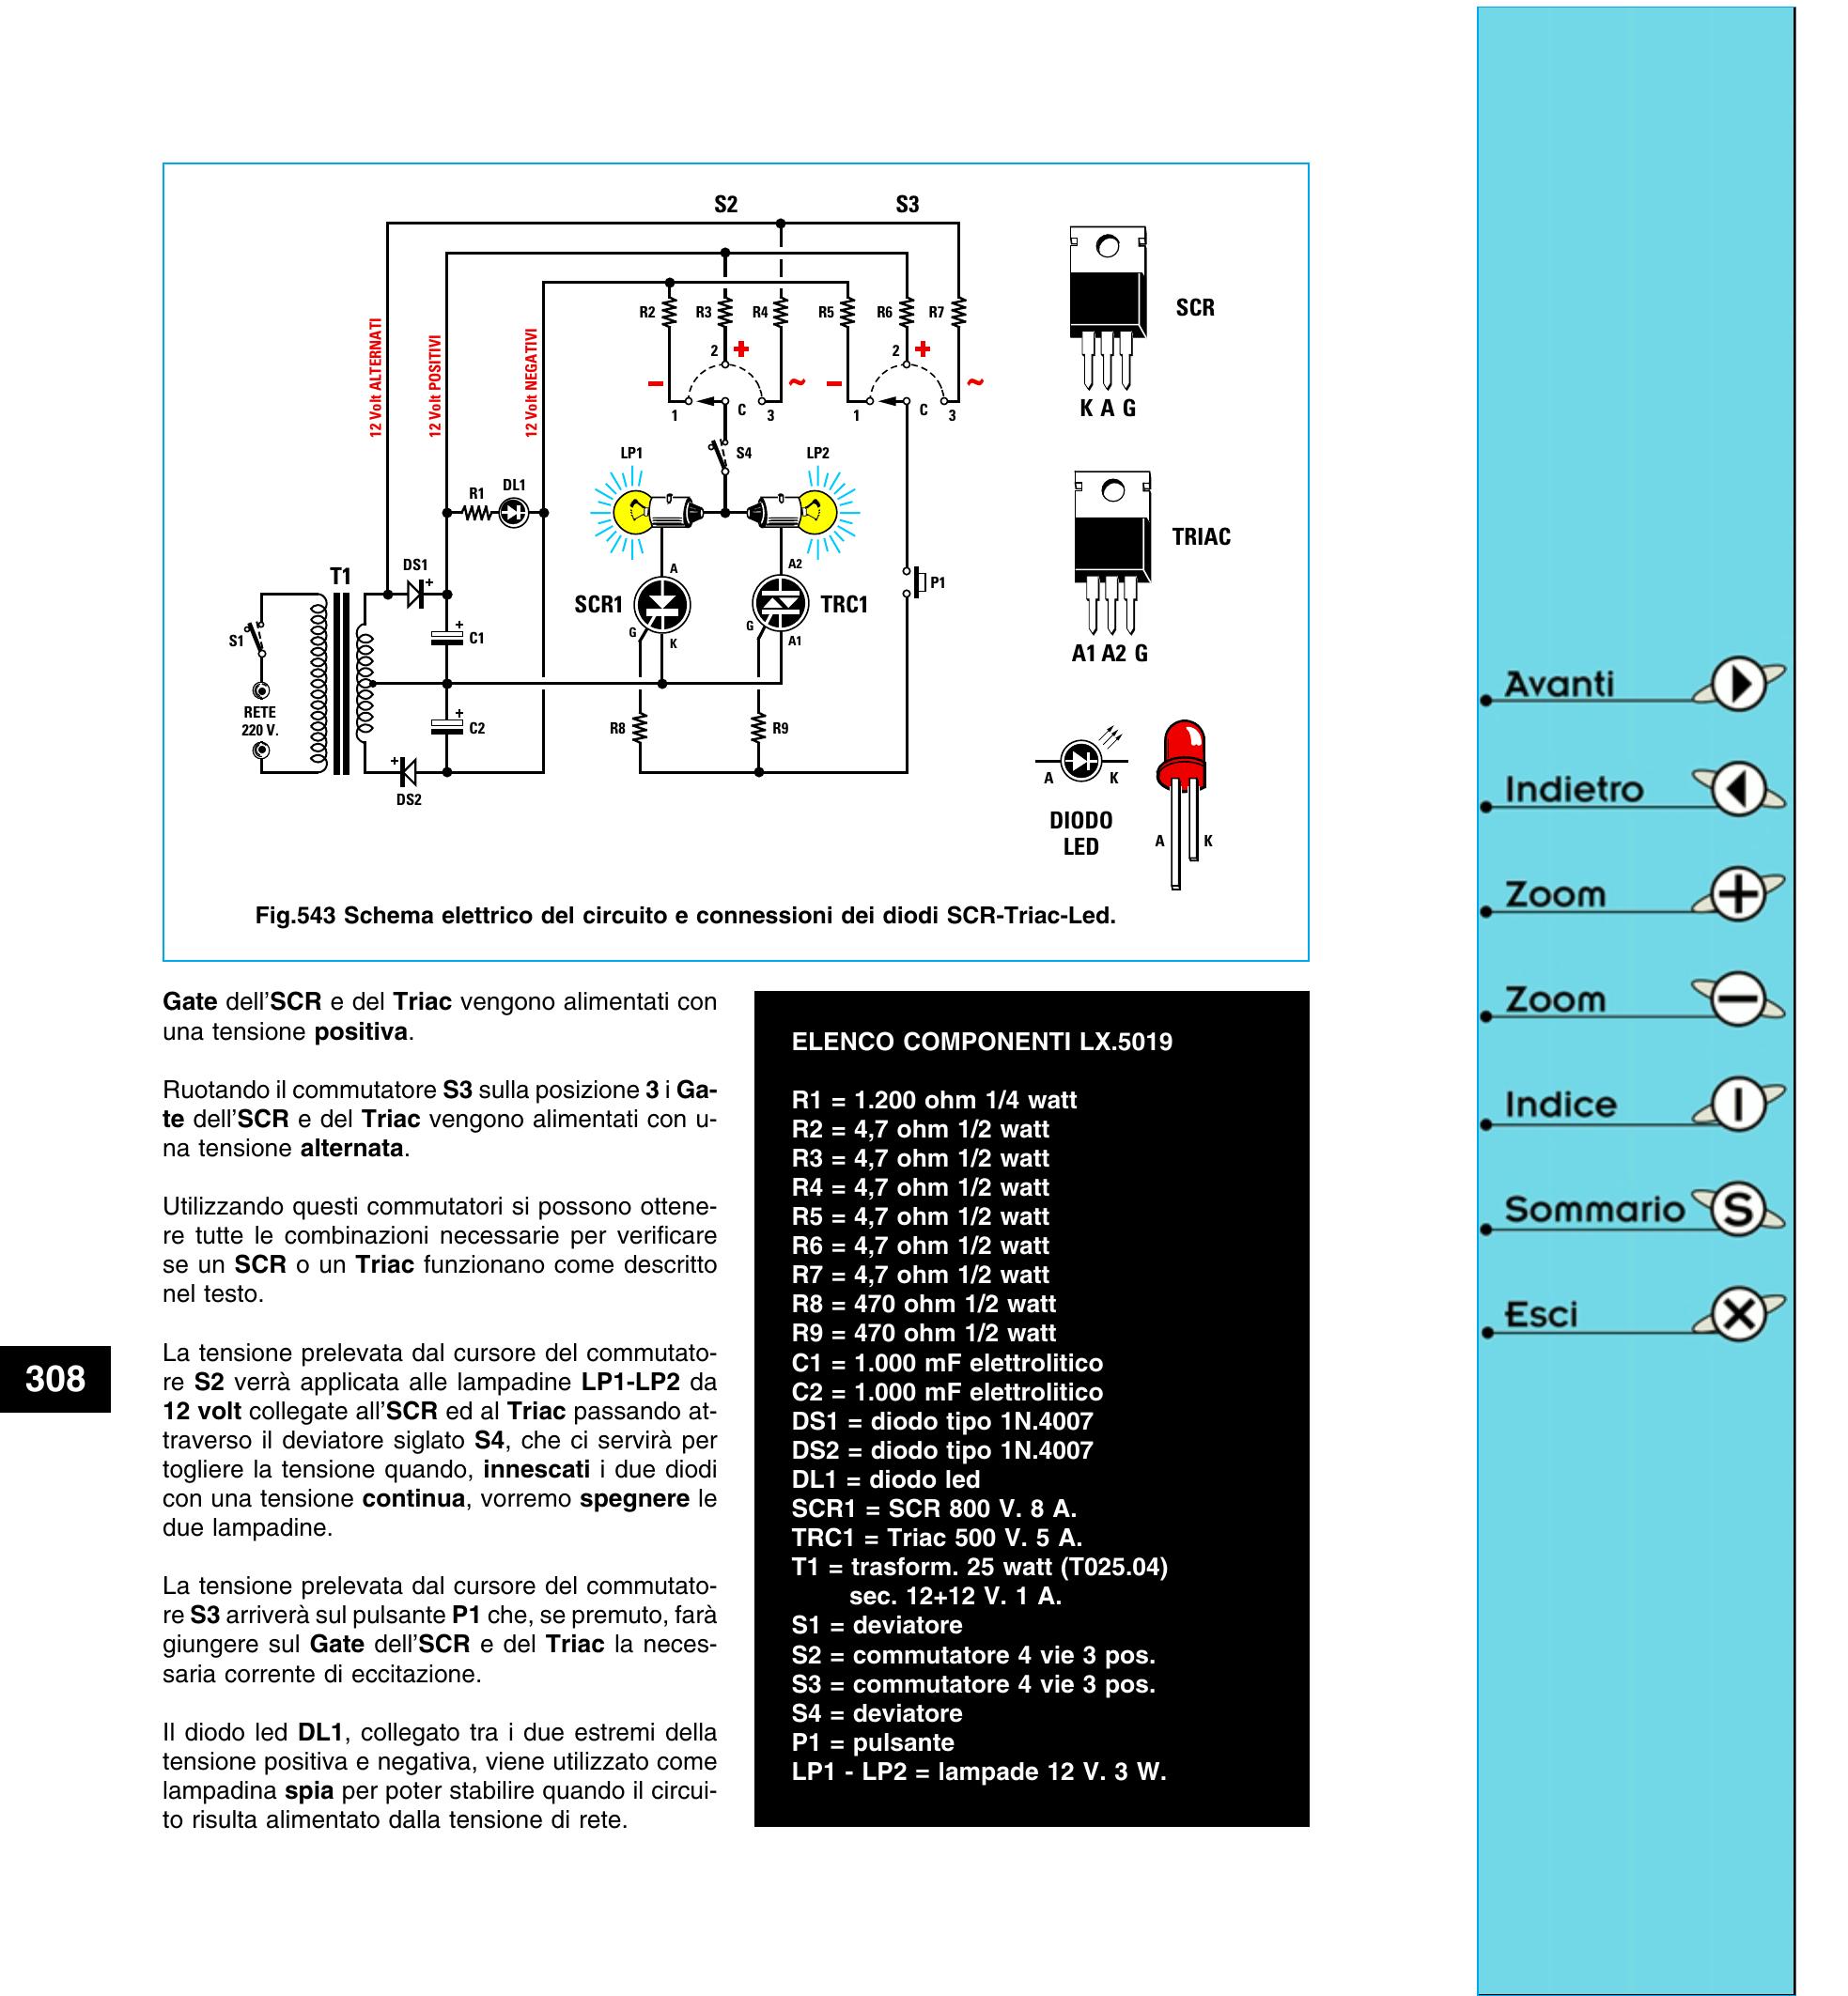 S2
S3
12 Volt ALTERNATI
12 Volt POSITIVI
12 Volt NEGATIVI
R2
R3
R4
R5
R6
R7
2 +
2 +
–
~
–
~
1
C
3
1
C
3
S4
LP1
LP2
R1
DL1
DS1
+
T1
A
A2
SCR1
TRC1
P1
G
K
G
A1
S1
+
C1
RETE
220 V.
+
C2
R8
R9
+
DS2
SCR
K A G
TRIAC
A1 A2 G
A
K
DIODO
LED
A
K
Fig.543 Schema elettrico del circuito e connessioni dei diodi SCR-Triac-Led.
Gate dell'SCR e del Triac vengono alimentati con
una tensione positiva.
Ruotando il commutatore S3 sulla posizione 3 i Ga-
te dell'SCR e del Triac vengono alimentati con u-
na tensione alternata.
Utilizzando questi commutatori si possono ottene-
re tutte le combinazioni necessarie per verificare
se un SCR o un Triac funzionano come descritto
nel testo.
La tensione prelevata dal cursore del commutato-
re S2 verrà applicata alle lampadine LP1-LP2 da
12 volt collegate all'SCR ed al Triac passando at-
traverso il deviatore siglato S4, che ci servirà per
togliere la tensione quando, innescati i due diodi
con una tensione continua, vorremo spegnere le
due lampadine.
La tensione prelevata dal cursore del commutato-
re S3 arriverà sul pulsante P1 che, se premuto, farà
giungere sul Gate dell'SCR e del Triac la neces-
saria corrente di eccitazione.
Il diodo led DL1, collegato tra i due estremi della
tensione positiva e negativa, viene utilizzato come
lampadina spia per poter stabilire quando il circui-
to risulta alimentato dalla tensione di rete.
308
ELENCO COMPONENTI LX.5019
R1 = 1.200 ohm 1/4 watt
R2 = 4,7 ohm 1/2 watt
R3 = 4,7 ohm 1/2 watt
R4 = 4,7 ohm 1/2 watt
R5 = 4,7 ohm 1/2 watt
R6 = 4,7 ohm 1/2 watt
R7 = 4,7 ohm 1/2 watt
R8 = 470 ohm 1/2 watt
R9 = 470 ohm 1/2 watt
C1 = 1.000 mF elettrolitico
C2 = 1.000 mF elettrolitico
DS1 = diodo tipo 1N.4007
DS2 = diodo tipo 1N.4007
DL1 = diodo led
SCR1 = SCR 800 V. 8 A.
TRC1 = Triac 500 V. 5 A.
T1 = trasform. 25 watt (T025.04)
sec. 12+12 V. 1 A.
S1 = deviatore
S2 = commutatore 4 vie 3 pos.
S3 = commutatore 4 vie 3 pos.
S4 = deviatore
P1 = pulsante
LP1 - LP2 = lampade 12 V. 3 W.
Avanti
Indietro
Zoom +
Zoom –
Indice I
Sommario S
Esci X